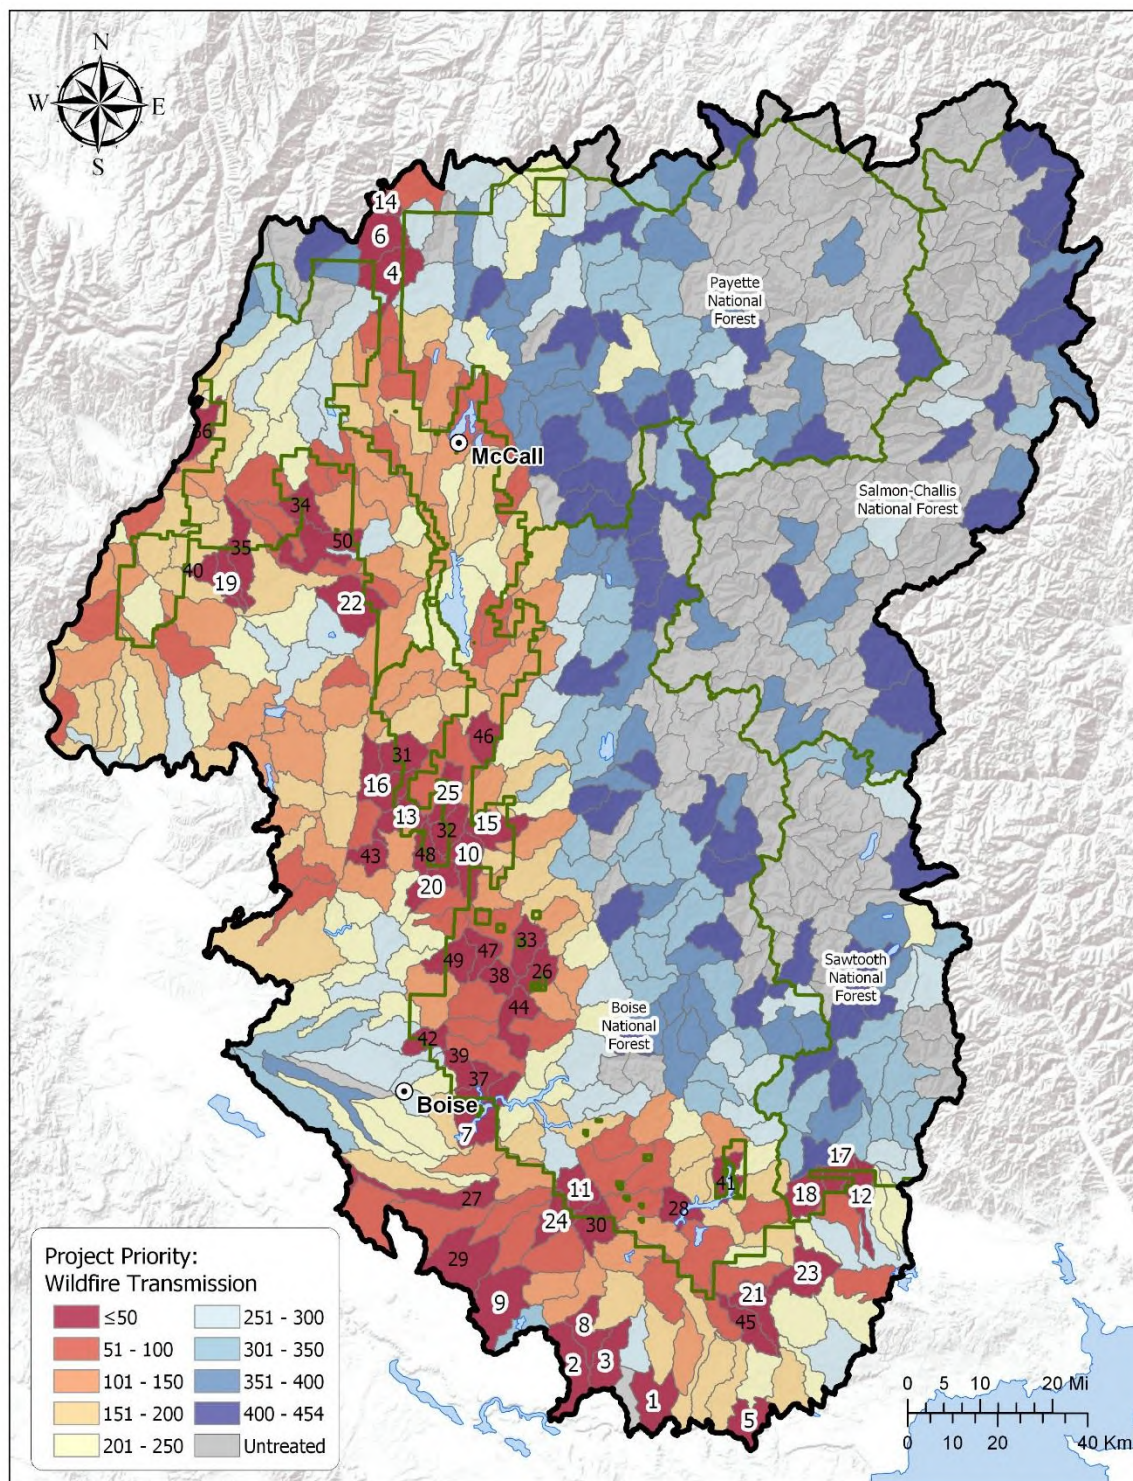 N
W E
S
14
6
4
Payette
National
Forest
36
McCall
Salmon-Challis
National Forest
34
35
50
40
19
22
46
31
16
25
13
32
15
43
48
10
20
33
49
47
38
26
44
Sawtooth
National
Forest
Boise
National
Forest
42
39
37
Boise
7
17
41
11
18
12
27
28
24
30
29
23
9
21
8
45
2
3
1
5
Project Priority:
Wildfire Transmission
≤50
251 - 300
51 - 100
301 - 350
101 - 150
351 - 400
151 - 200
400 - 454
201 - 250
Untreated
0 5 10 20 Mi
0 10 20 40 Km